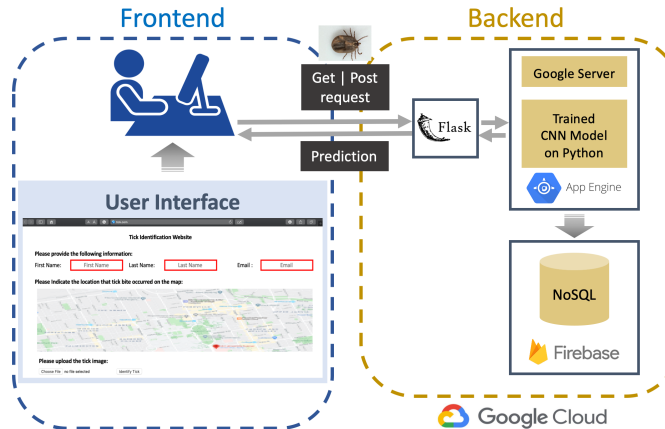 Frontend
Backend
Get | Post
request
Prediction
Flask
Google Server
Trained
CNN Model
on Python
App Engine
NoSQL
Firebase
Google Cloud
User Interface
Tick Identification Website
Please provide the following information:
First Name: First Name Last Name: Last Name Email : Email
Please indicate the location that tick bite occurred on the map:
Please upload the tick image:
Choose File no file selected Identify Tick